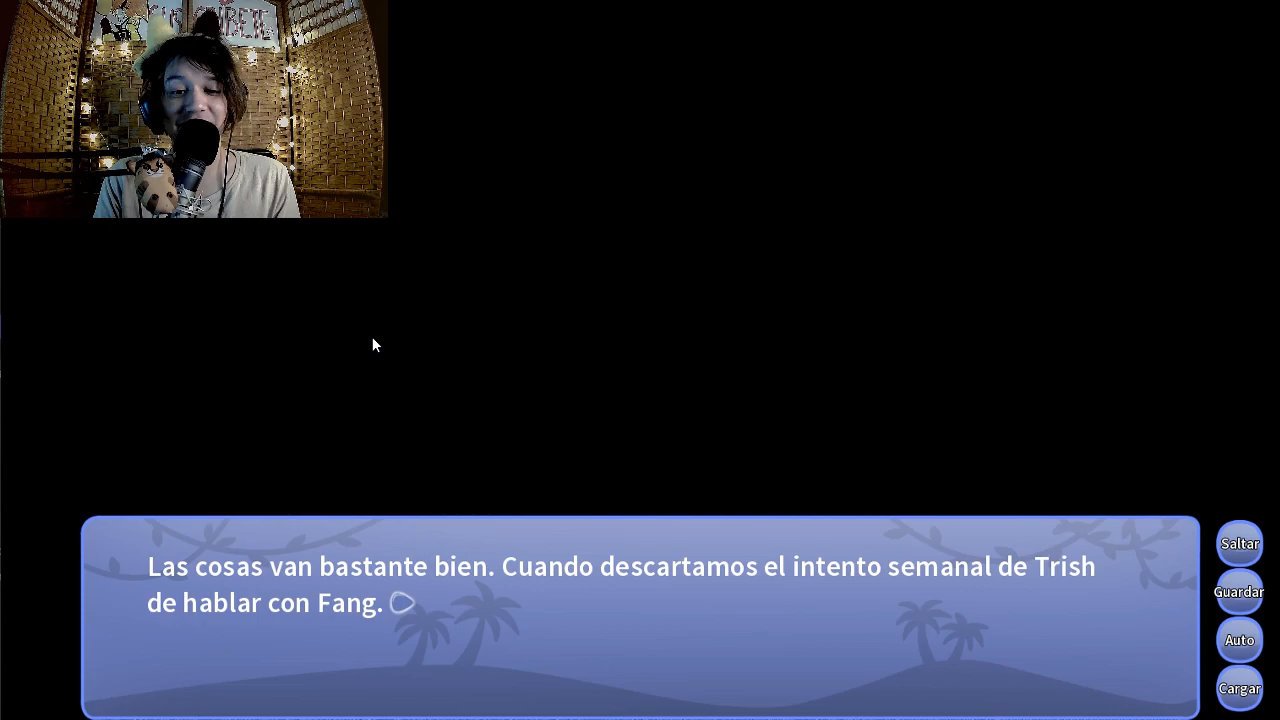 Las cosas van bastante bien. Cuando descartamos el intento semanal de Trish
de hablar con Fang.
Saltar
Guardar
Auto
Cargar